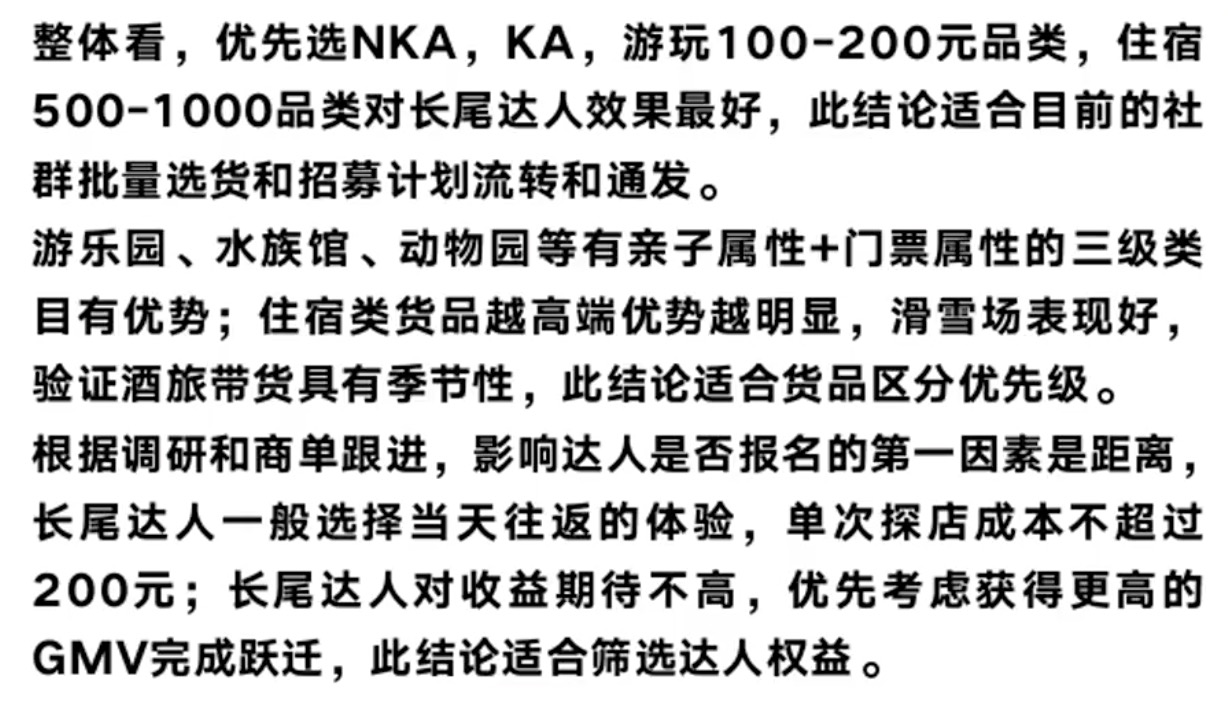 整体看，优先选NKA，KA，游玩100-200元品类，住宿
500-1000品类对长尾达人效果最好，此结论适合目前的社
群批量选货和招募计划流转和通发。
游乐园、水族馆、动物园等有亲子属性+门票属性的三级类
目有优势；住宿类货品越高端优势越明显，滑雪场表现好，
验证酒旅带货具有季节性，此结论适合货品区分优先级。
根据调研和商单跟进，影响达人是否报名的第一因素是距离，
长尾达人一般选择当天往返的体验，单次探店成本不超过
200元；长尾达人对收益期待不高，优先考虑获得更高的
GMV完成跃迁，此结论适合筛选达人权益。